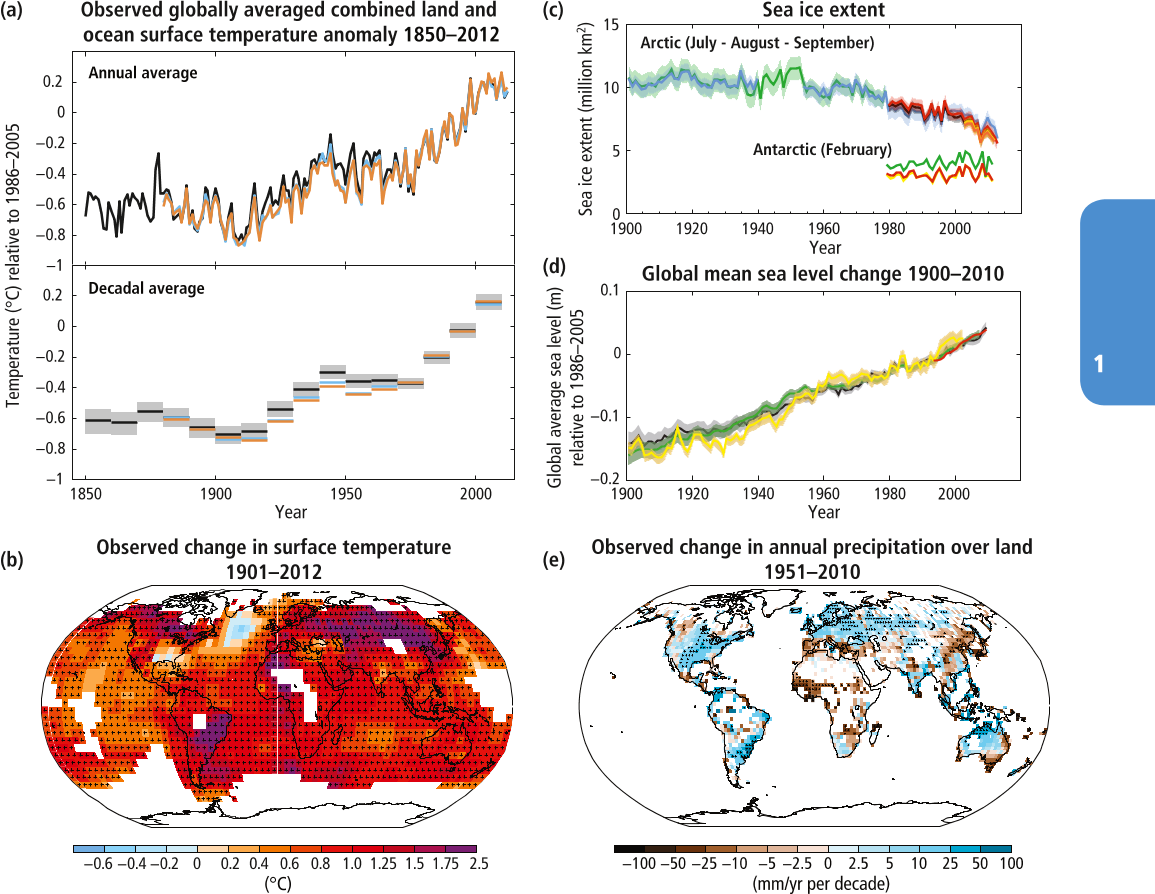 (a)
Observed globally averaged combined land and
ocean surface temperature anomaly 1850–2012
Annual average
0.2
0
−0.2
−0.4
−0.6
−0.8
−1
Temperature (°C) relative to 1986–2005
Decadal average
0.2
0
−0.2
−0.4
−0.6
−0.8
−1
1850 1900 1950 2000
Year
(c)
Sea ice extent
Sea ice extent (million km²)
15
10
5
0
Arctic (July - August - September)
Antarctic (February)
1900 1920 1940 1960 1980 2000
Year
(d)
Global mean sea level change 1900–2010
Global average sea level (m)
relative to 1986–2005
0.1
0
−0.1
−0.2
1900 1920 1940 1960 1980 2000
Year
1
(b)
Observed change in surface temperature
1901–2012
−0.6 −0.4 −0.2 0 0.2 0.4 0.6 0.8 1.0 1.25 1.5 1.75 2.5
(°C)
(e)
Observed change in annual precipitation over land
1951–2010
−100 −50 −25 −10 −5 −2.5 0 2.5 5 10 25 50 100
(mm/yr per decade)